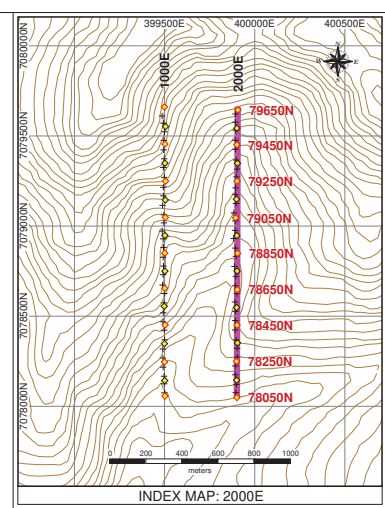 399500E 400000E 400500E
7080000N
7079500N
7079000N
7078500N
7078000N
1000E
2000E
N
W E
S
79650N
79450N
79250N
79050N
78850N
78650N
78450N
78250N
78050N
0 200 400 600 800 1000
meters
INDEX MAP: 2000E